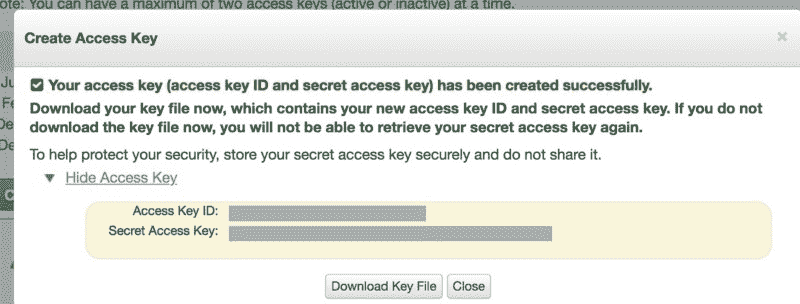 ote: You can have a maximum of two access keys (active or inactive) at a time.
Create Access Key
×
Your access key (access key ID and secret access key) has been created successfully.
Download your key file now, which contains your new access key ID and secret access key. If you do not
download the key file now, you will not be able to retrieve your secret access key again.
To help protect your security, store your secret access key securely and do not share it.
Hide Access Key
Access Key ID:
Secret Access Key:
Download Key File Close
Ju
Fe
De
De